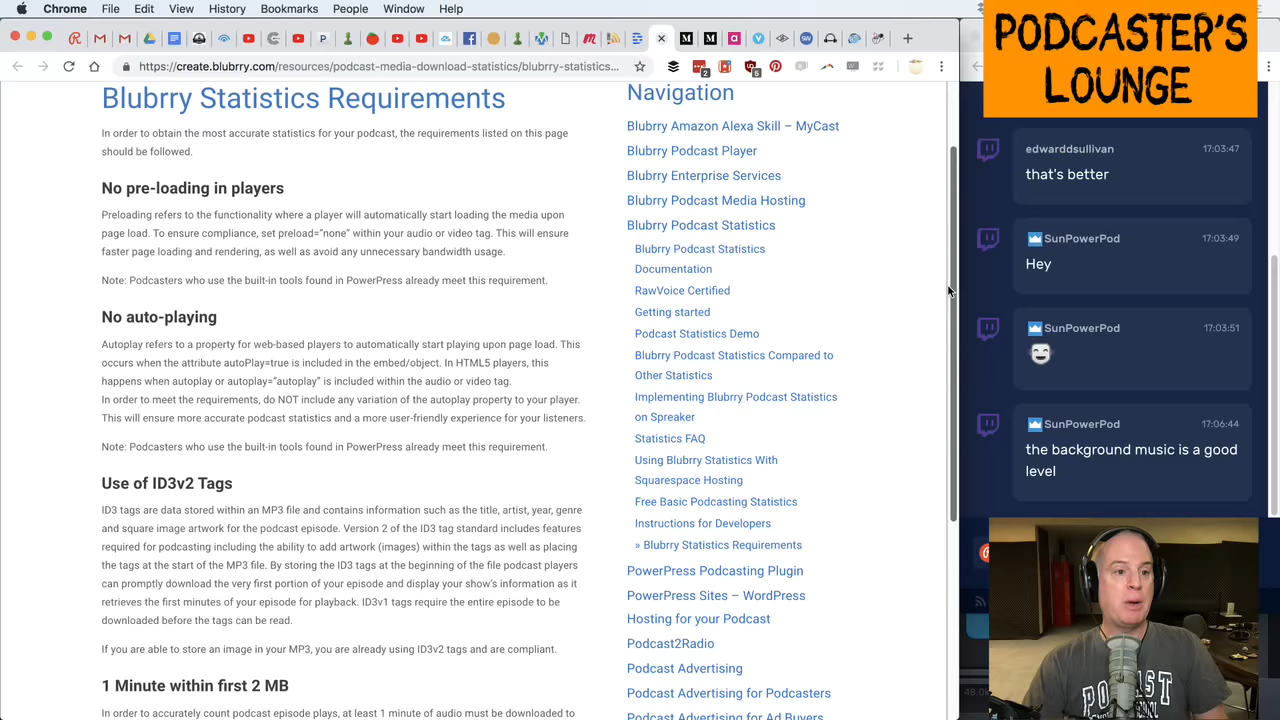 Chrome File Edit View History Bookmarks People Window Help
https://create.blubrry.com/resources/podcast-media-download-statistics/blubrry-statistics...
2
6
Blubrry Statistics Requirements
In order to obtain the most accurate statistics for your podcast, the requirements listed on this page
should be followed.
No pre-loading in players
Preloading refers to the functionality where a player will automatically start loading the media upon
page load. To ensure compliance, set preload="none" within your audio or video tag. This will ensure
faster page loading and rendering, as well as avoid any unnecessary bandwidth usage.
Note: Podcasters who use the built-in tools found in PowerPress already meet this requirement.
No auto-playing
Autoplay refers to a property for web-based players to automatically start playing upon page load. This
occurs when the attribute autoPlay=true is included in the embed/object. In HTML5 players, this
happens when autoplay or autoplay="autoplay" is included within the audio or video tag.
In order to meet the requirements, do NOT include any variation of the autoplay property to your player.
This will ensure more accurate podcast statistics and a more user-friendly experience for your listeners.
Note: Podcasters who use the built-in tools found in PowerPress already meet this requirement.
Use of ID3v2 Tags
ID3 tags are data stored within an MP3 file and contains information such as the title, artist, year, genre
and square image artwork for the podcast episode. Version 2 of the ID3 tag standard includes features
required for podcasting including the ability to add artwork (images) within the tags as well as placing
the tags at the start of the MP3 file. By storing the ID3 tags at the beginning of the file podcast players
can promptly download the very first portion of your episode and display your show's information as it
retrieves the first minutes of your episode for playback. ID3v1 tags require the entire episode to be
downloaded before the tags can be read.
If you are able to store an image in your MP3, you are already using ID3v2 tags and are compliant.
1 Minute within first 2 MB
In order to accurately count podcast episode plays, at least 1 minute of audio must be downloaded to
Navigation
Blubrry Amazon Alexa Skill – MyCast
Blubrry Podcast Player
Blubrry Enterprise Services
Blubrry Podcast Media Hosting
Blubrry Podcast Statistics
Blubrry Podcast Statistics
Documentation
RawVoice Certified
Getting started
Podcast Statistics Demo
Blubrry Podcast Statistics Compared to
Other Statistics
Implementing Blubrry Podcast Statistics
on Spreaker
Statistics FAQ
Using Blubrry Statistics With
Squarespace Hosting
Free Basic Podcasting Statistics
Instructions for Developers
» Blubrry Statistics Requirements
PowerPress Podcasting Plugin
PowerPress Sites – WordPress
Hosting for your Podcast
Podcast2Radio
Podcast Advertising
Podcast Advertising for Podcasters
Podcast Advertising for Ad Buyers
PODCASTER'S
LOUNGE
edwarddsullivan 17:03:47
that's better
SunPowerPod 17:03:49
Hey
SunPowerPod 17:03:51
SunPowerPod 17:06:44
the background music is a good
level
48.0k